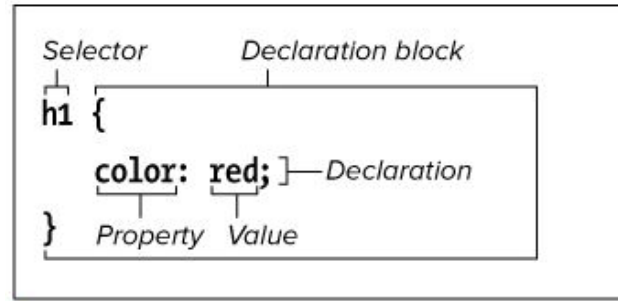 Selector Declaration block
h1 {
color: red; Declaration
} Property Value